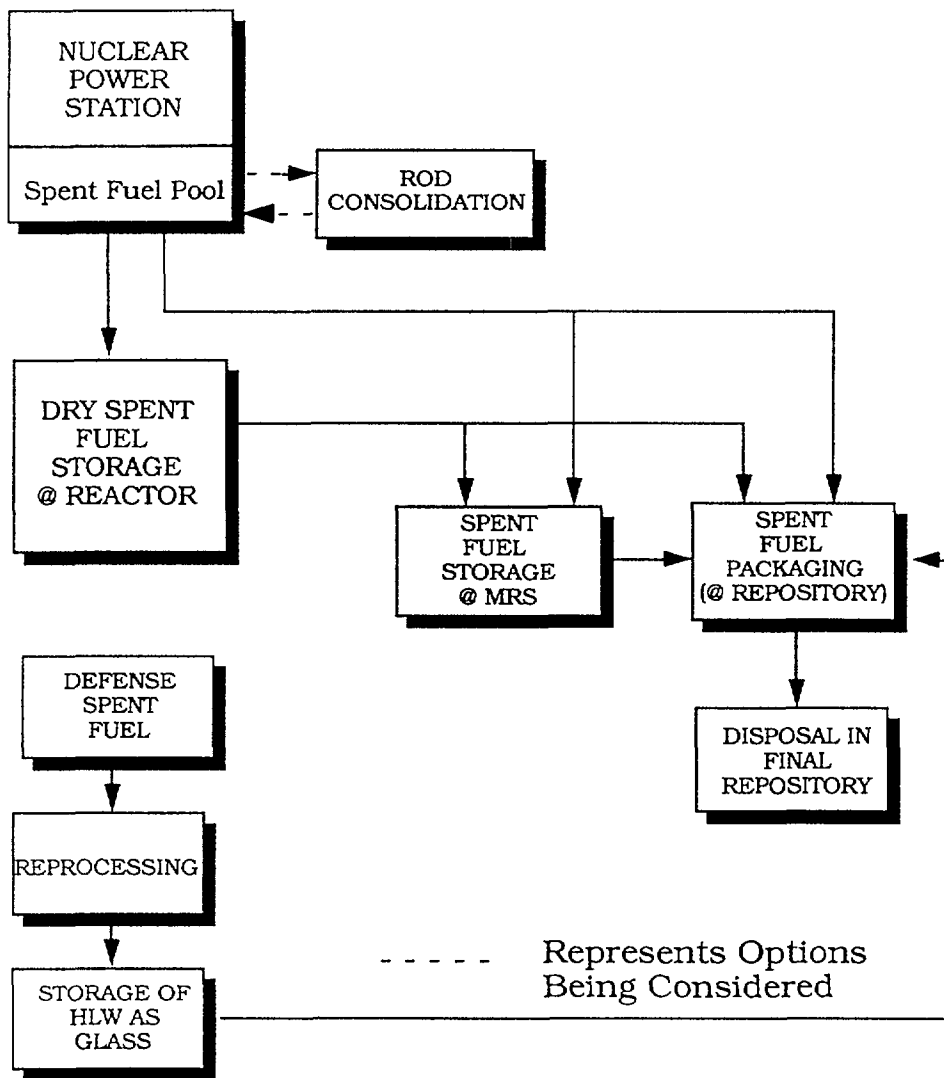 NUCLEAR
POWER
STATION
Spent Fuel Pool
ROD
CONSOLIDATION
DRY SPENT
FUEL
STORAGE
@ REACTOR
SPENT
FUEL
STORAGE
@ MRS
SPENT
FUEL
PACKAGING
(@ REPOSITORY)
DEFENSE
SPENT
FUEL
DISPOSAL IN
FINAL
REPOSITORY
REPROCESSING
STORAGE OF
HLW AS
GLASS
Represents Options
Being Considered